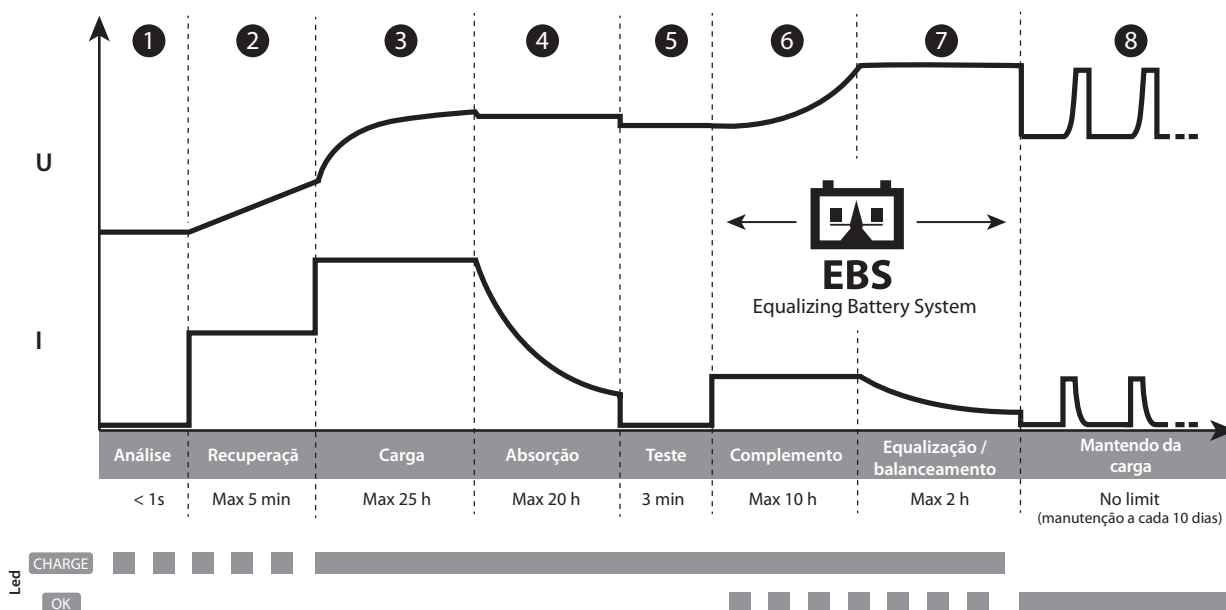 1 2 3 4 5 6 7 8
U
EBS
Equalizing Battery System
I
Análise Recuperaçã Carga Absorção Teste Complemento Equalização / balanceamento Mantendo da carga
< 1s Max 5 min Max 25 h Max 20 h 3 min Max 10 h Max 2 h No limit
(manutenção a cada 10 dias)
Led
CHARGE
OK